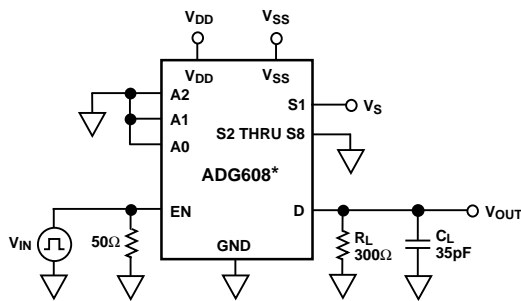 VDD
VSS
VDD
VSS
A2
A1
A0
S1
VS
S2 THRU S8
ADG608*
EN
D
VOUT
VIN
50Ω
GND
RL
300Ω
CL
35pF